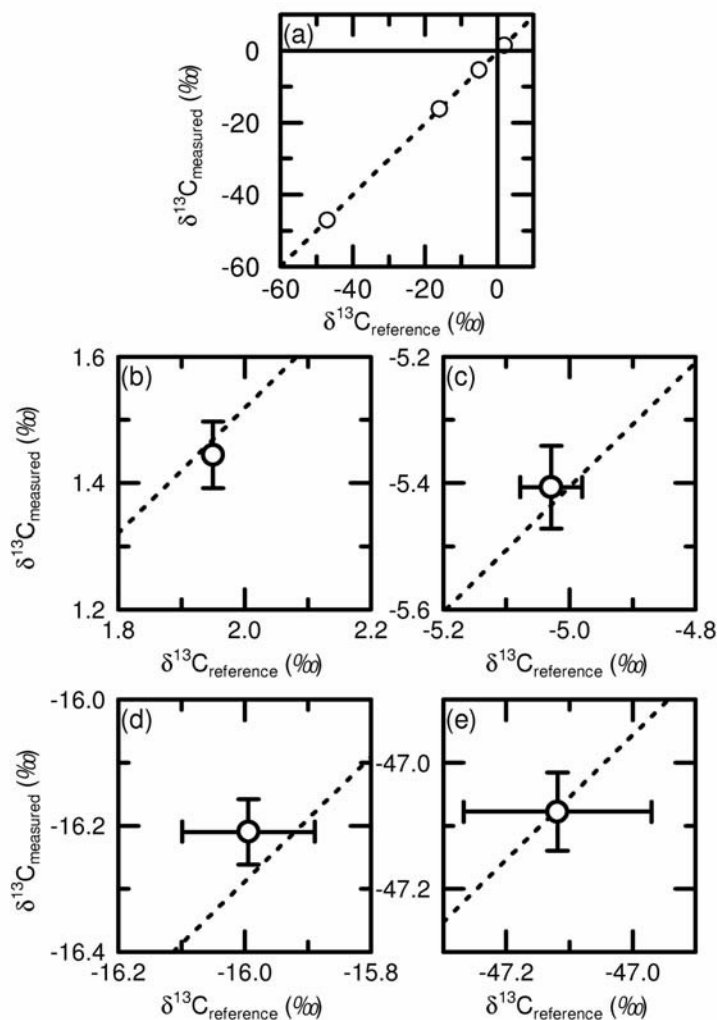 (a)
0
-20
-40
-60
δ13Cmeasured (‰)
-60 -40 -20 0
δ13Creference (‰)
(b)
1.6
1.4
1.2
δ13Cmeasured (‰)
1.8 2.0 2.2
δ13Creference (‰)
(c)
-5.2
-5.4
-5.6
-5.2 -5.0 -4.8
δ13Creference (‰)
(d)
-16.0
-16.2
-16.4
δ13Cmeasured (‰)
-16.2 -16.0 -15.8
δ13Creference (‰)
(e)
-47.0
-47.2
-47.2 -47.0
δ13Creference (‰)